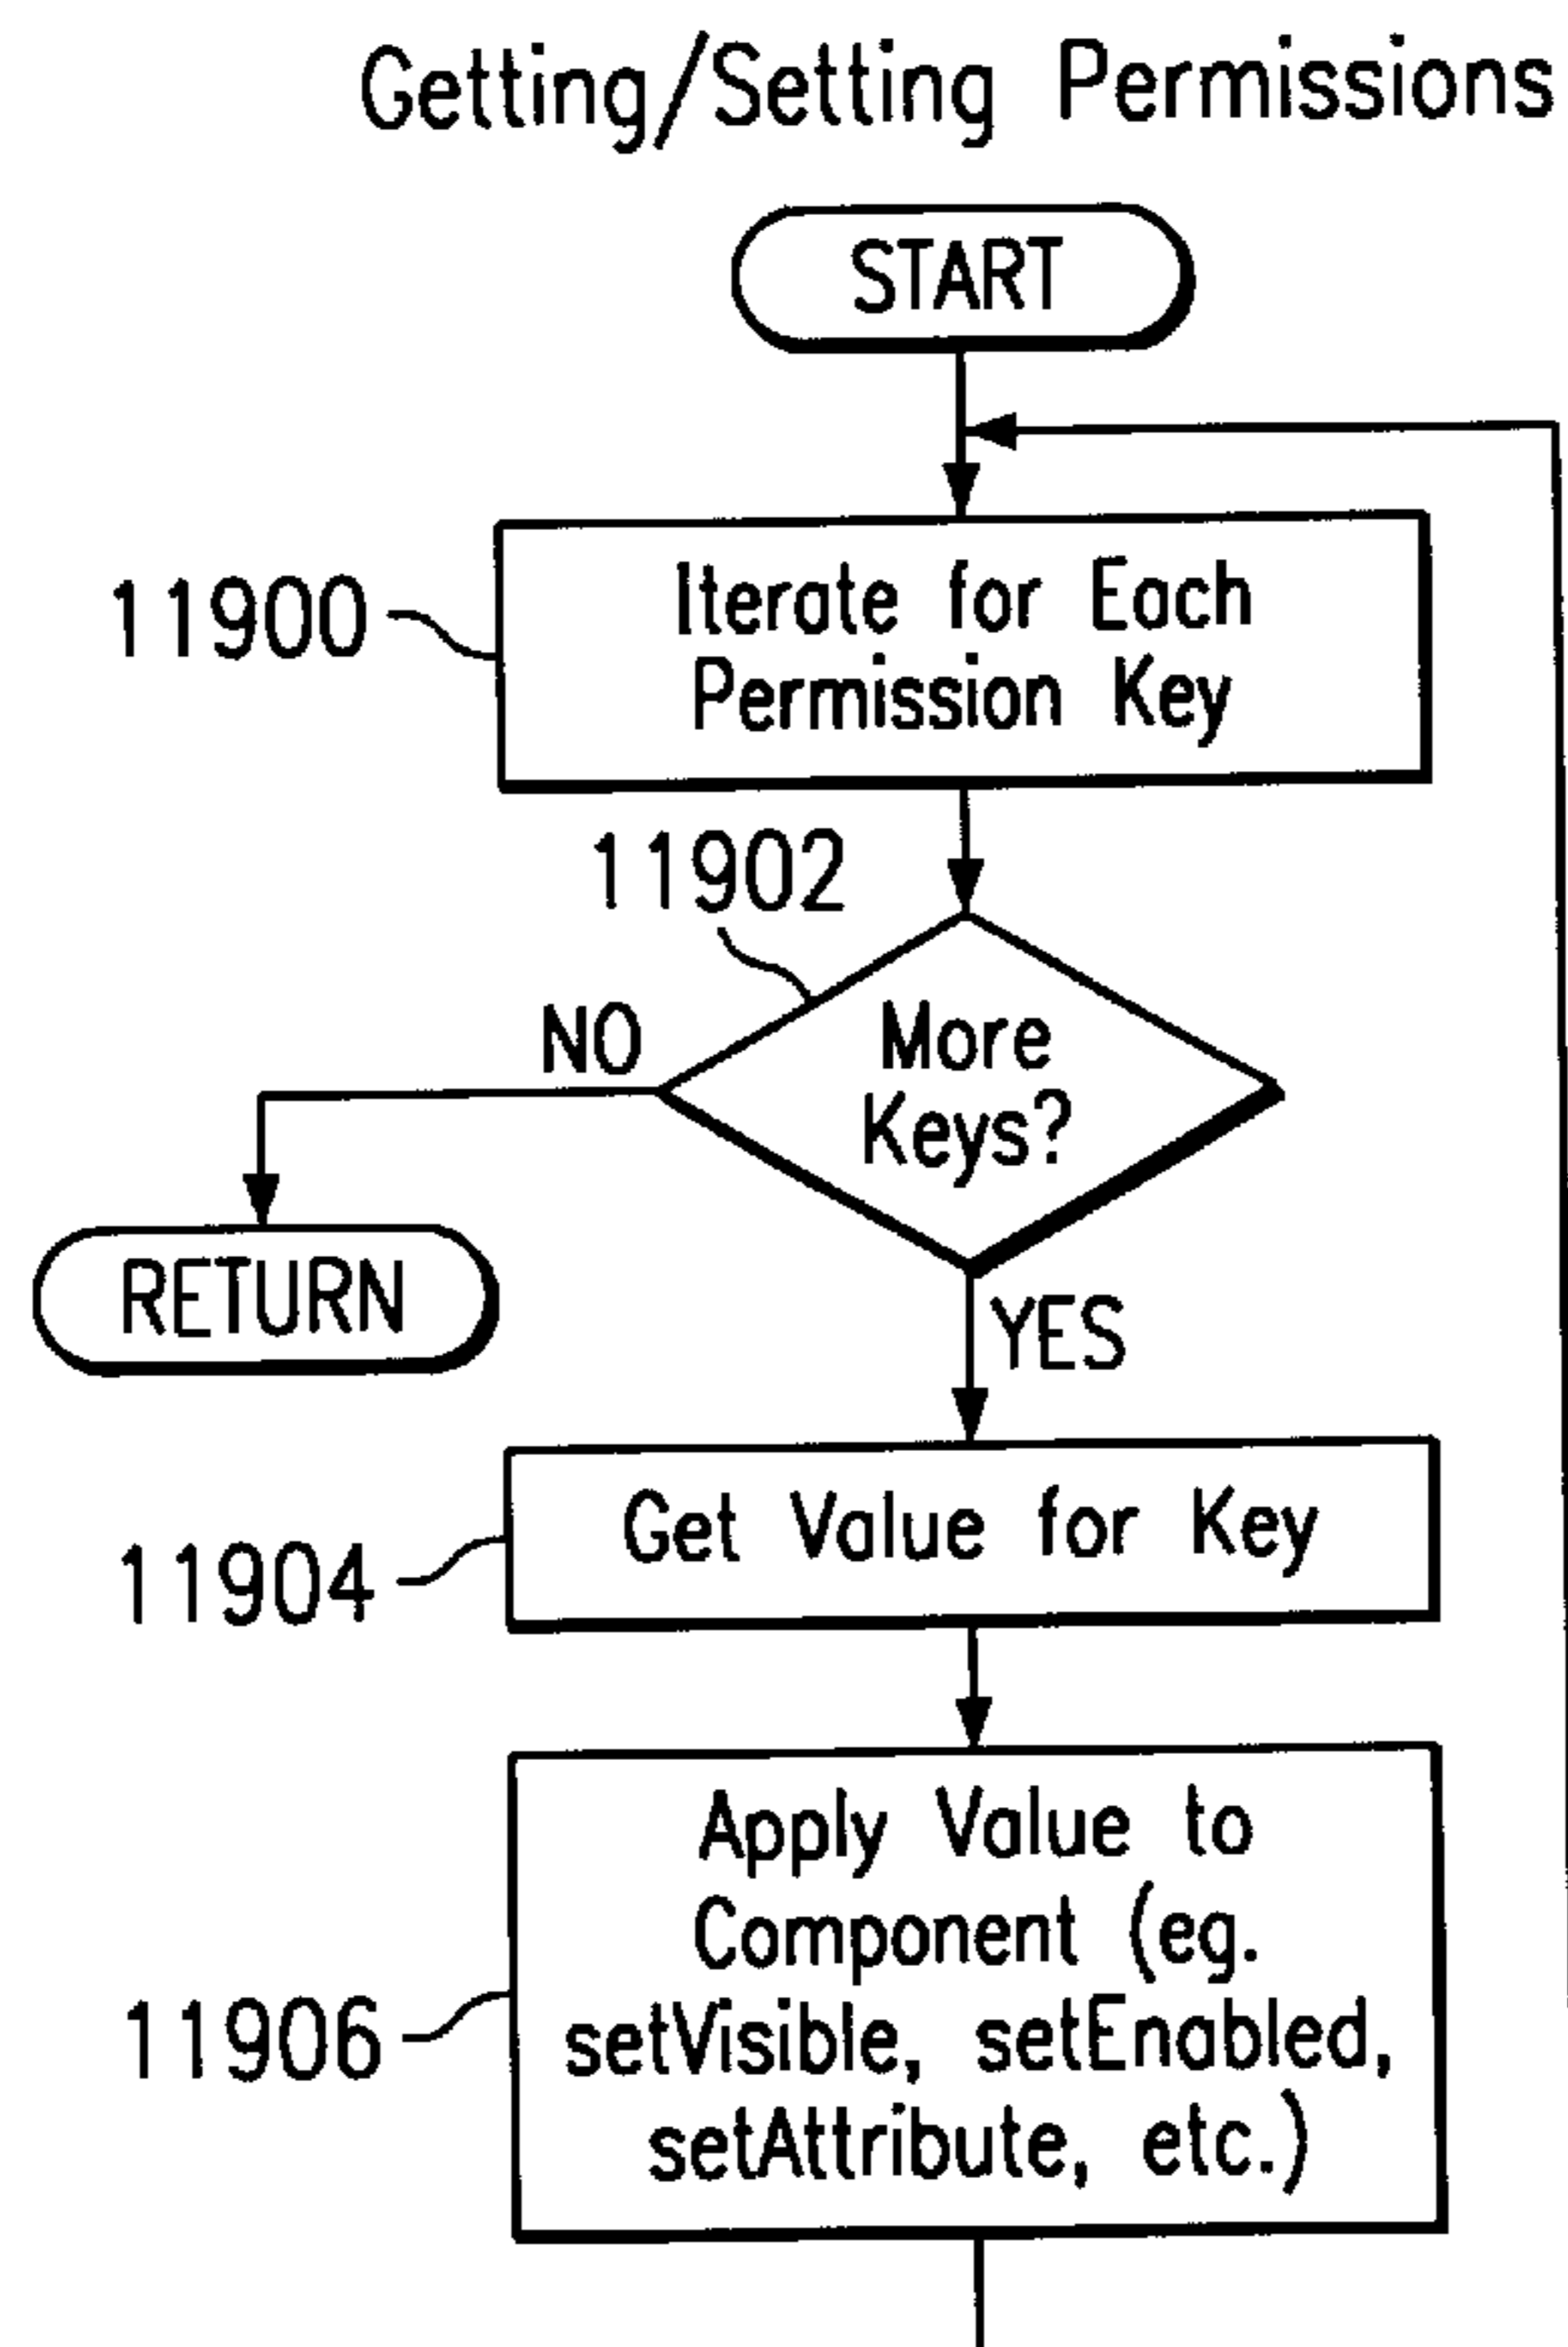 Getting/Setting Permissions
START
11900
Iterate for Each
Permission Key
11902
NO
More
Keys?
RETURN
YES
11904
Get Value for Key
Apply Value to
Component (eg.
11906
setVisible, setEnabled,
setAttribute, etc.)